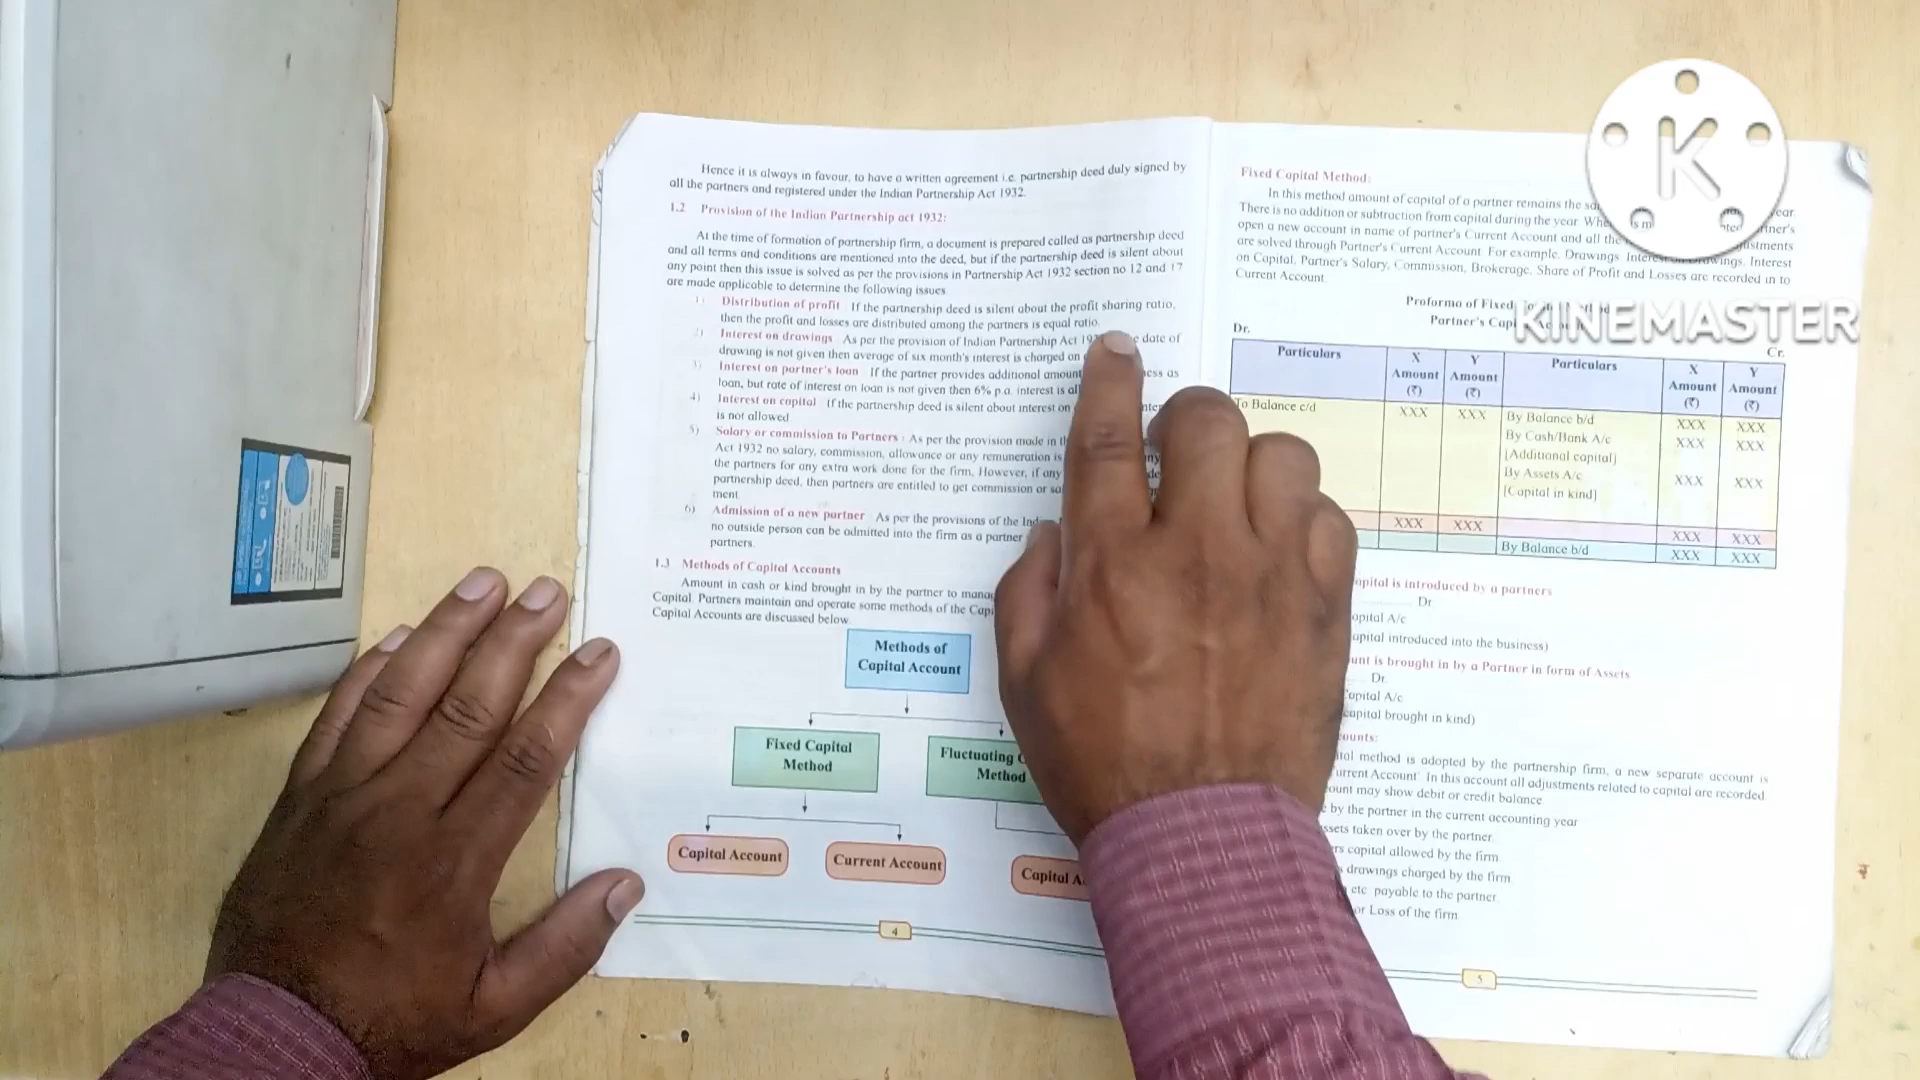 Hence it is always in favour, to have a written agreement i.e. partnership deed duly signed by
all the partners and registered under the Indian Partnership Act 1932.
1.2 Provision of the Indian Partnership act 1932:
At the time of formation of partnership firm, a document is prepared called as partnership deed
and all terms and conditions are mentioned into the deed, but if the partnership deed is silent about
any point then this issue is solved as per the provisions in Partnership Act 1932 section no 12 and 17
are made applicable to determine the following issues
1) Distribution of profit If the partnership deed is silent about the profit sharing ratio,
then the profit and losses are distributed among the partners is equal ratio.
2) Interest on drawings As per the provision of Indian Partnership Act date of
drawing is not given then average of six month's interest is charged on
3) Interest on partner's loan If the partner provides additional amount as
loan, but rate of interest on loan is not given then 6% p.a. interest is
4) Interest on capital If the partnership deed is silent about interest on
is not allowed
5) Salary or commission to Partners : As per the provision made in
Act 1932 no salary, commission, allowance or any remuneration is
the partners for any extra work done for the firm. However, if any
partnership deed, then partners are entitled to get commission or
ment
6) Admission of a new partner As per the provisions of the
no outside person can be admitted into the firm as a partner
partners.
1.3 Methods of Capital Accounts
Amount in cash or kind brought in by the partner to
Capital. Partners maintain and operate some methods of the
Capital Accounts are discussed below
Methods of
Capital Account
Fixed Capital
Method
Fluctuating
Method
Capital Account
Current Account
Capital
4
Fixed Capital Method:
In this method amount of capital of a partner remains the year.
There is no addition or subtraction from capital during the year
open a new account in name of partner's Current Account and all the
are solved through Partner's Current Account For example. Drawings Interest
on Capital, Partner's Salary, Commission, Brokerage, Share of Profit and Losses are recorded in to
Current Account
Proforma of Fixed
Partner's
Dr. Cr.
Particulars X Y Particulars X Y
Amount Amount Amount Amount
(₹) (₹) (₹) (₹)
To Balance c/d XXX XXX By Balance b/d XXX XXX
By Cash/Bank A/c XXX XXX
[Additional capital]
By Assets A/c XXX XXX
[Capital in kind]
XXX XXX XXX XXX
By Balance b/d XXX XXX
is introduced by a partners
Dr
A/c
introduced into the business)
is brought in by a Partner in form of Assets
Dr.
A/c
brought in kind)
method is adopted by the partnership firm, a new separate account is
Account In this account all adjustments related to capital are recorded
may show debit or credit balance
by the partner in the current accounting year
taken over by the partner.
capital allowed by the firm
drawings charged by the firm
etc payable to the partner
or Loss of the firm
5
K
KINEMASTER